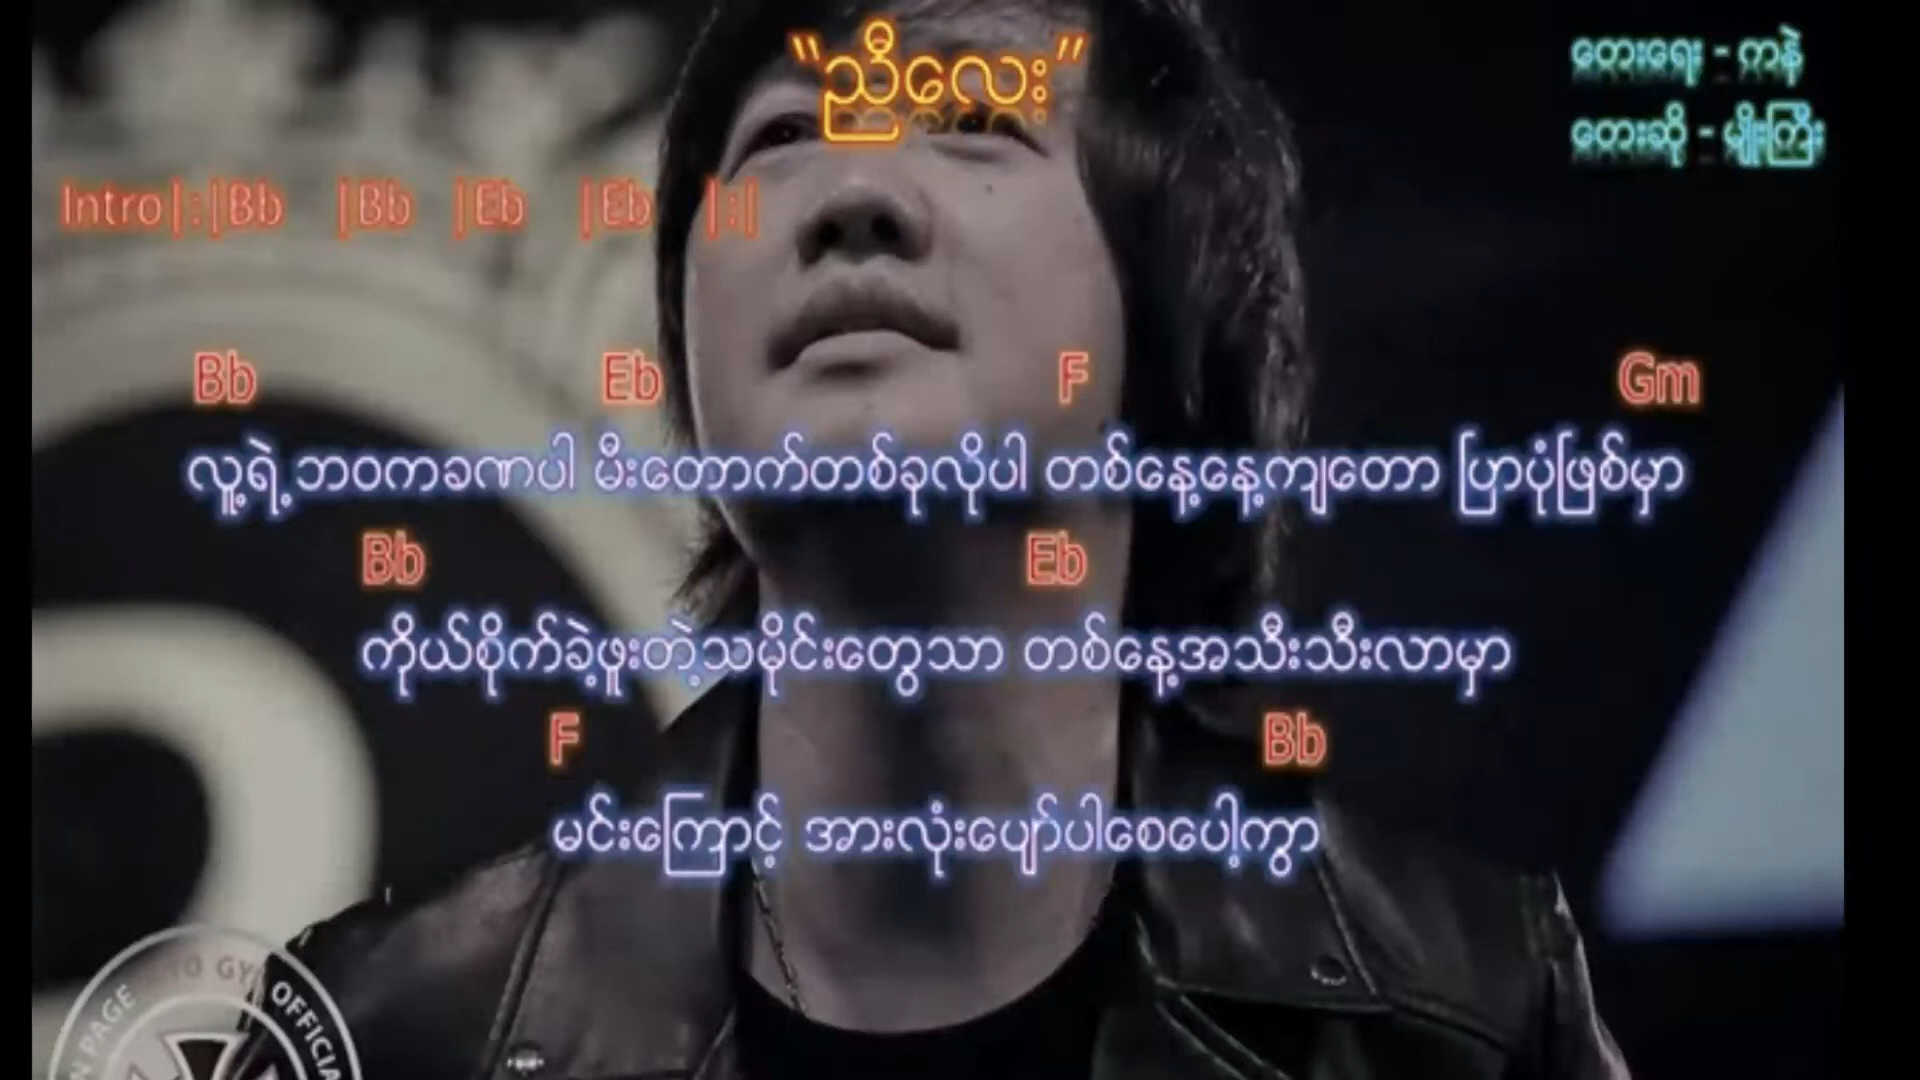 "ညီလေး"
တေးရေး - ကနဲ
တေးဆို - မျိုးကြီး
Intro|:|Bb |Bb |Eb |Eb |:|
Bb Eb F Gm
လူ့ရဲ့ဘဝကခဏပါ မီးတောက်တစ်ခုလိုပါ တစ်နေ့နေ့ကျတော ပြာပုံဖြစ်မှာ
Bb Eb
ကိုယ်စိုက်ခဲ့ဖူးတဲ့သမိုင်းတွေသာ တစ်နေ့အသီးသီးလာမှာ
F Bb
မင်းကြောင့် အားလုံးပျော်ပါစေပေါ့ကွာ
PAGE GY OFFICIA